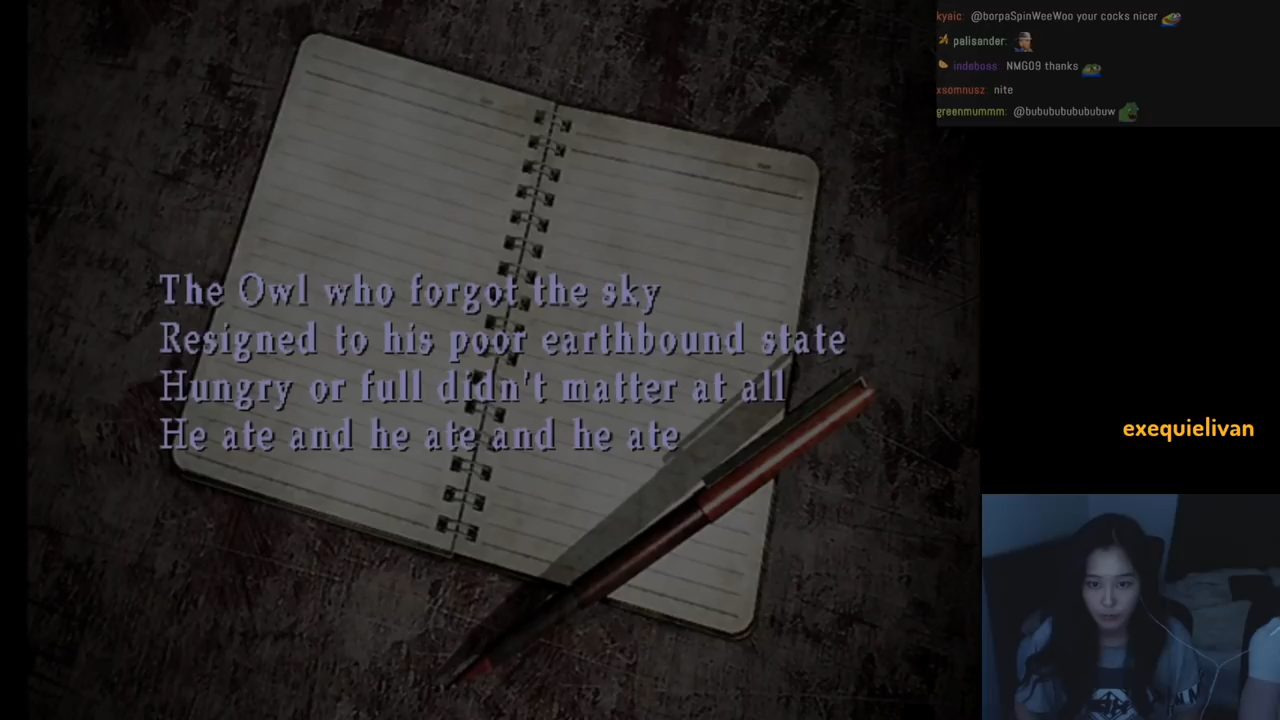 kyaic: @borpaSpinWeeWoo your cocks nicer
palisander:
indeboss: NMG09 thanks
xsomnusz: nite
greenmummm: @bububububububuw
The Owl who forgot the sky
Resigned to his poor earthbound state
Hungry or full didn't matter at all
He ate and he ate and he ate
exequielivan